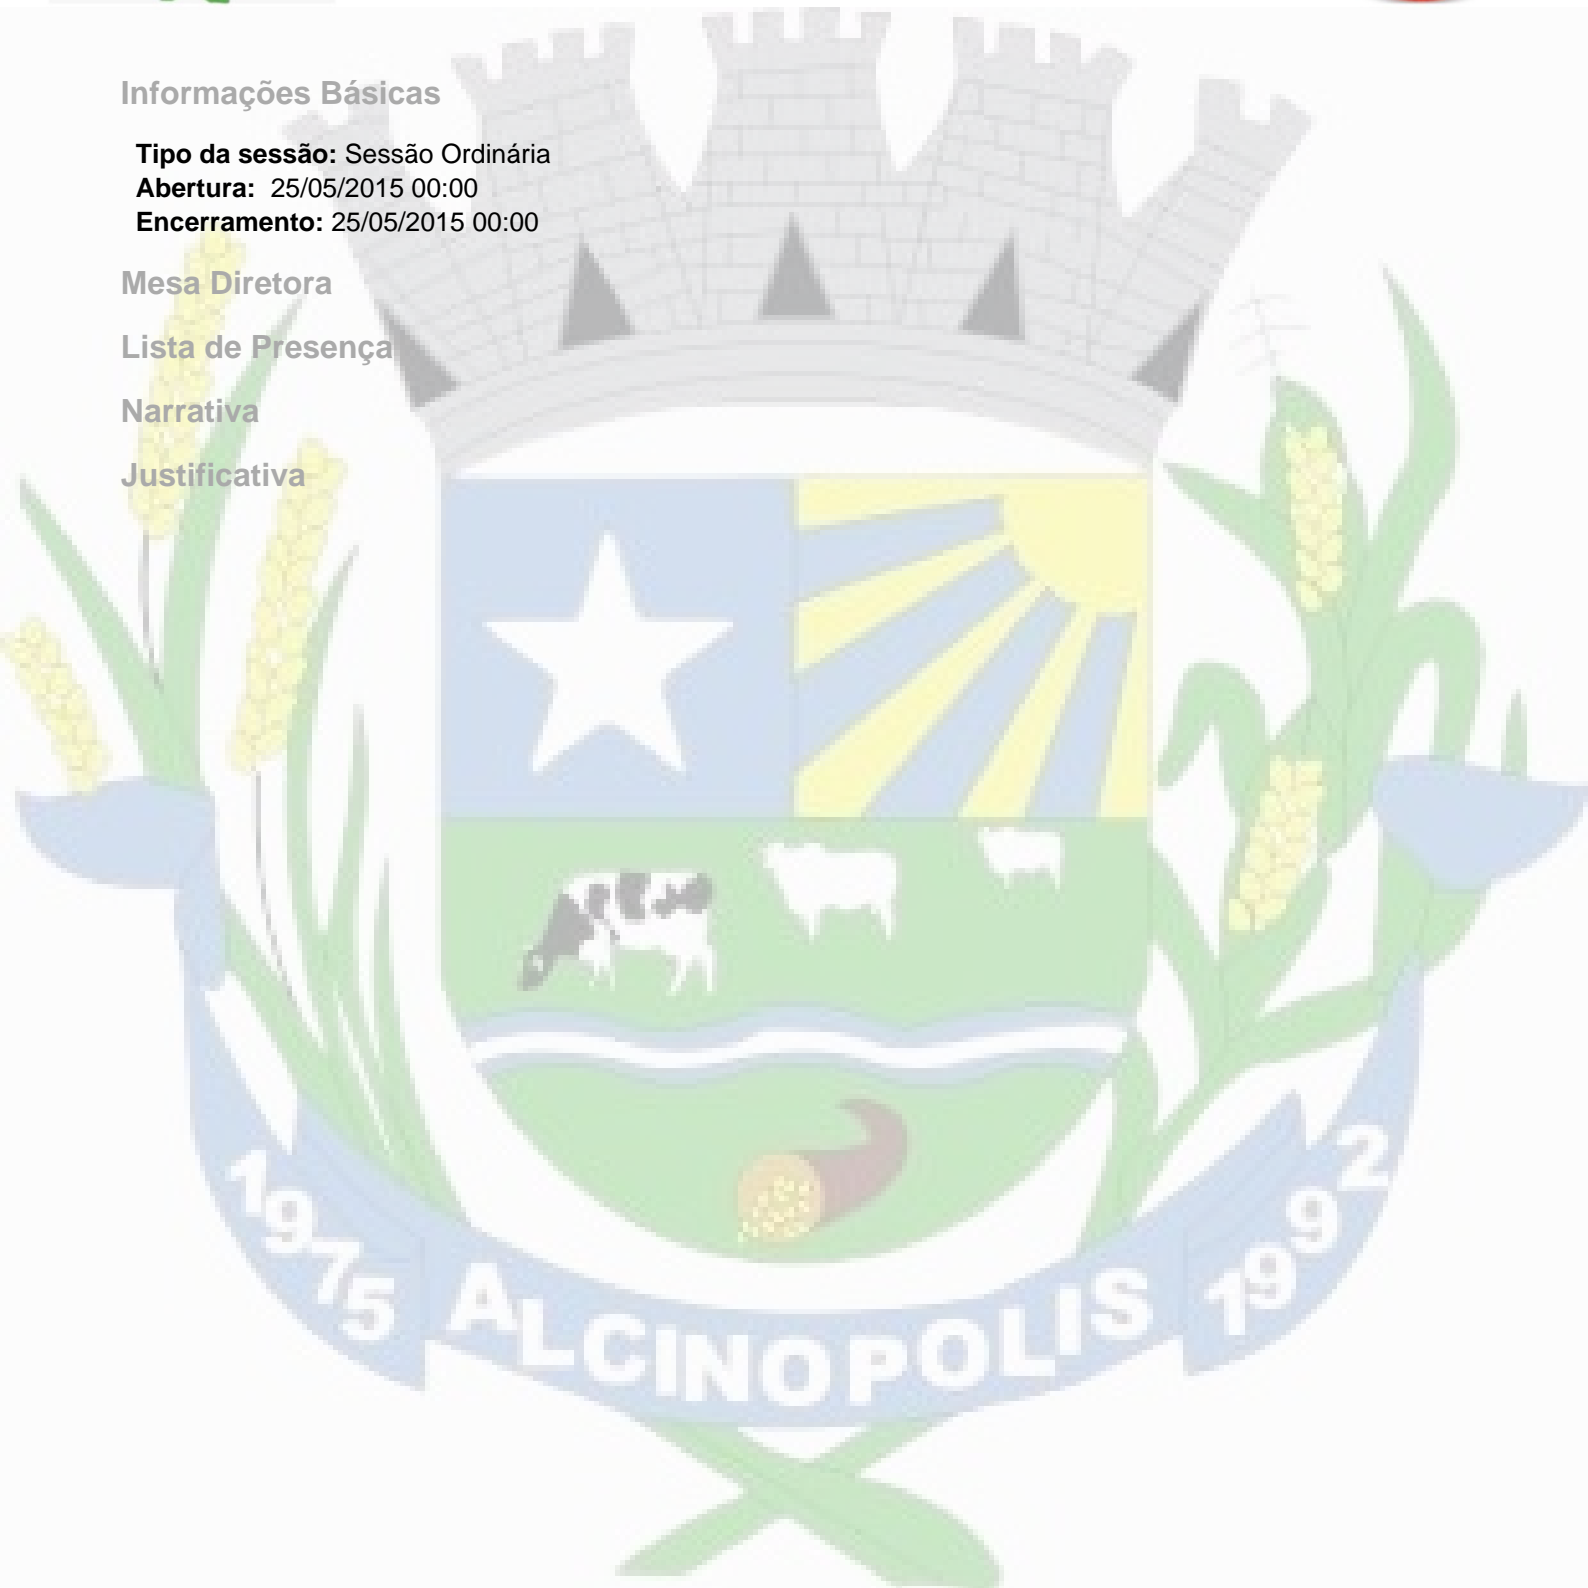 Informações Básicas
Tipo da sessão: Sessão Ordinária
Abertura: 25/05/2015 00:00
Encerramento: 25/05/2015 00:00
Mesa Diretora
Lista de Presença
Narrativa
Justificativa
1975 ALCINOPOLIS 1992